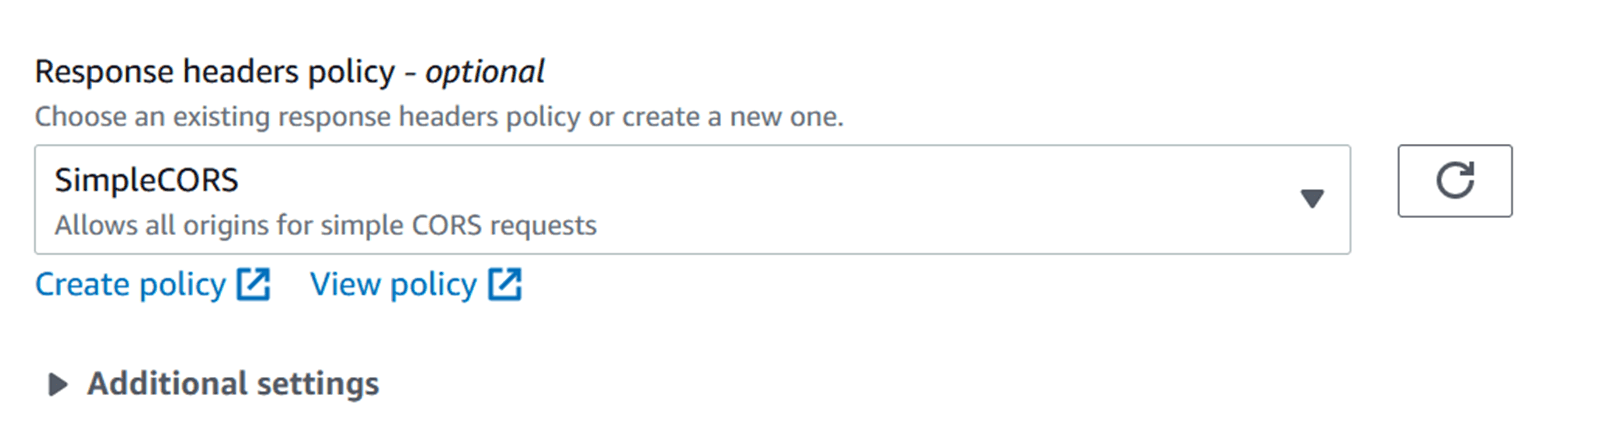 Response headers policy - optional
Choose an existing response headers policy or create a new one.
SimpleCORS
Allows all origins for simple CORS requests
Create policy View policy
Additional settings